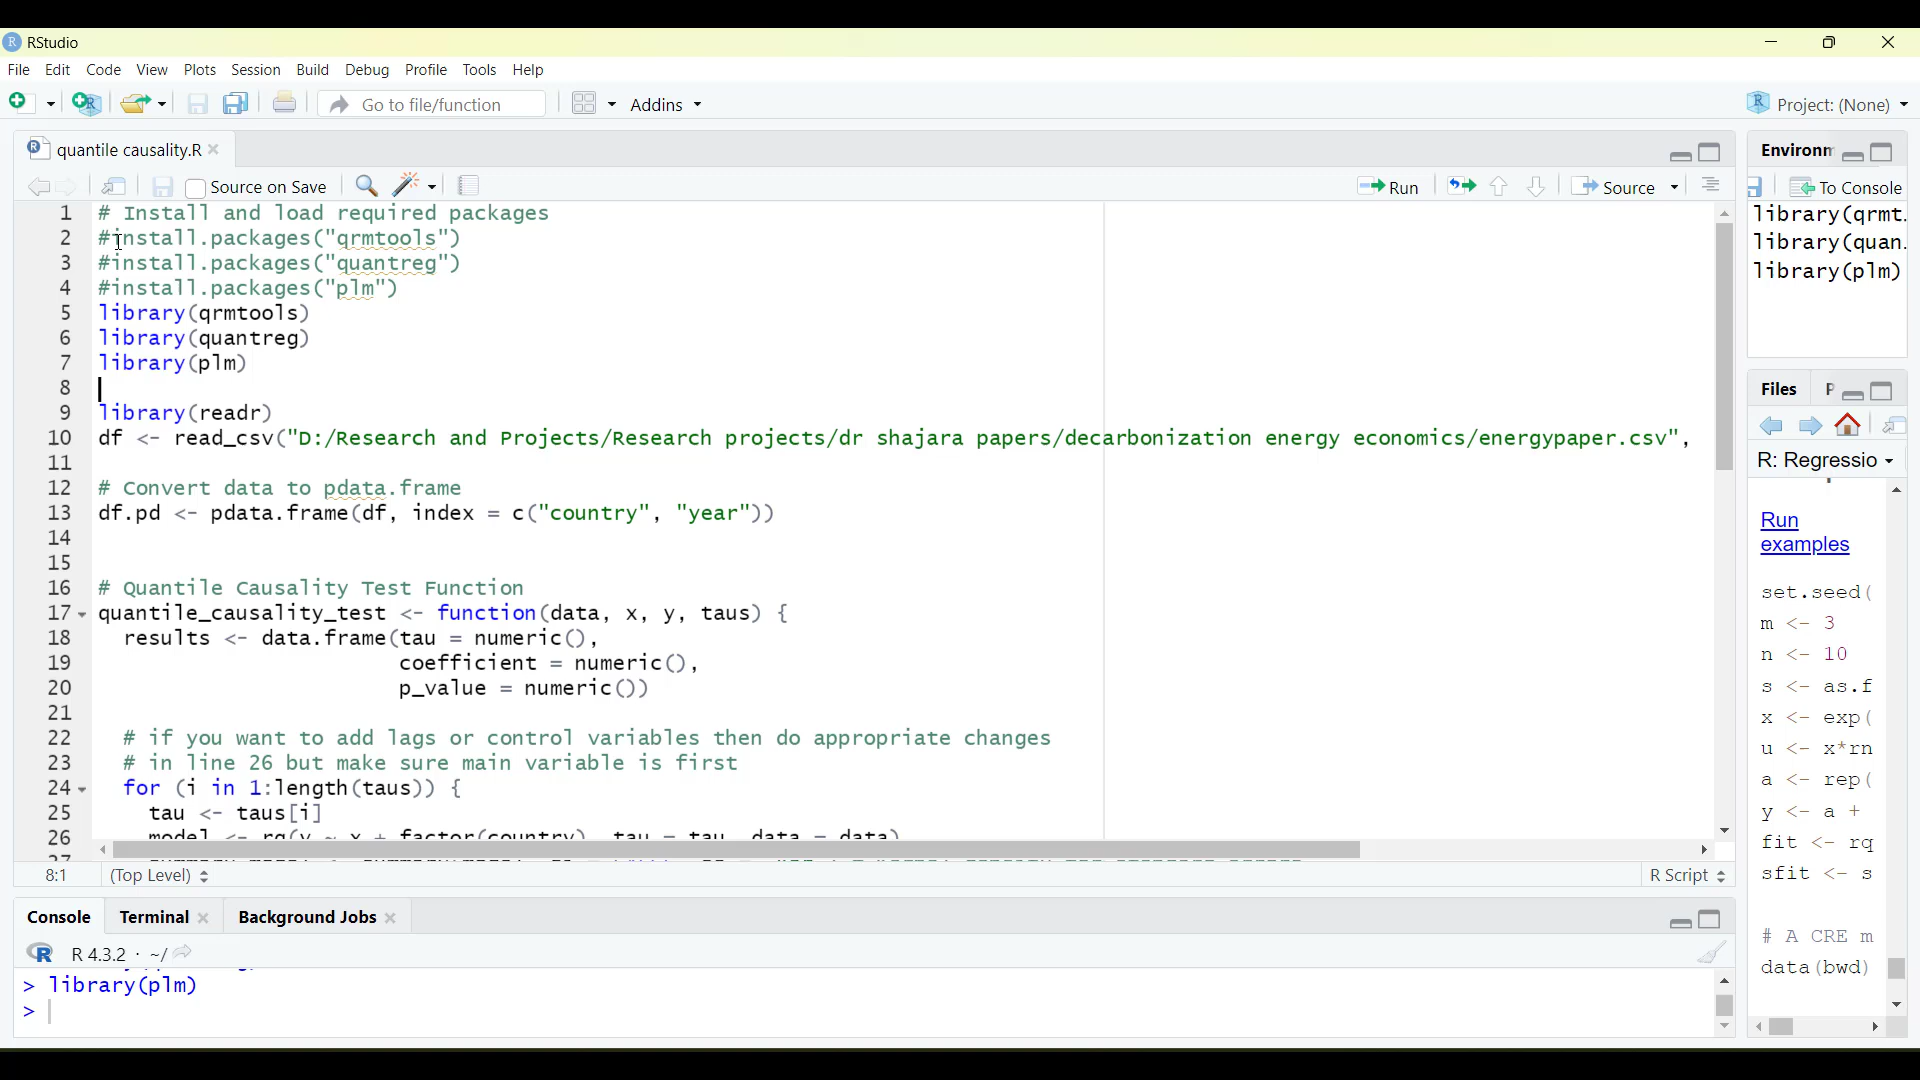 RStudio
File Edit Code View Plots Session Build Debug Profile Tools Help
Go to file/function Addins Project: (None)
quantile causality.R
Source on Save Run Source
1 # Install and load required packages
2 #install.packages("qrmtools")
3 #install.packages("quantreg")
4 #install.packages("plm")
5 library(qrmtools)
6 library(quantreg)
7 library(plm)
8
9 library(readr)
10 df <- read_csv("D:/Research and Projects/Research projects/dr shajara papers/decarbonization energy economics/energypaper.csv",
11
12 # Convert data to pdata.frame
13 df.pd <- pdata.frame(df, index = c("country", "year"))
14
15
16 # Quantile Causality Test Function
17 quantile_causality_test <- function(data, x, y, taus) {
18 results <- data.frame(tau = numeric(),
19 coefficient = numeric(),
20 p_value = numeric())
21
22 # if you want to add lags or control variables then do appropriate changes
23 # in line 26 but make sure main variable is first
24 for (i in 1:length(taus)) {
25 tau <- taus[i]
26 model <- rq(y ~ x + factor(country), tau = tau, data = data)
27
8:1 (Top Level) R Script
Console Terminal Background Jobs
R 4.3.2 · ~/
> library(plm)
>
Environm
To Console
library(qrmt.
library(quan.
library(plm)
Files P
R: Regressio
Run
examples
set.seed(
m <- 3
n <- 10
s <- as.f
x <- exp(
u <- x*rn
a <- rep(
y <- a +
fit <- rq
sfit <- s
# A CRE m
data(bwd)